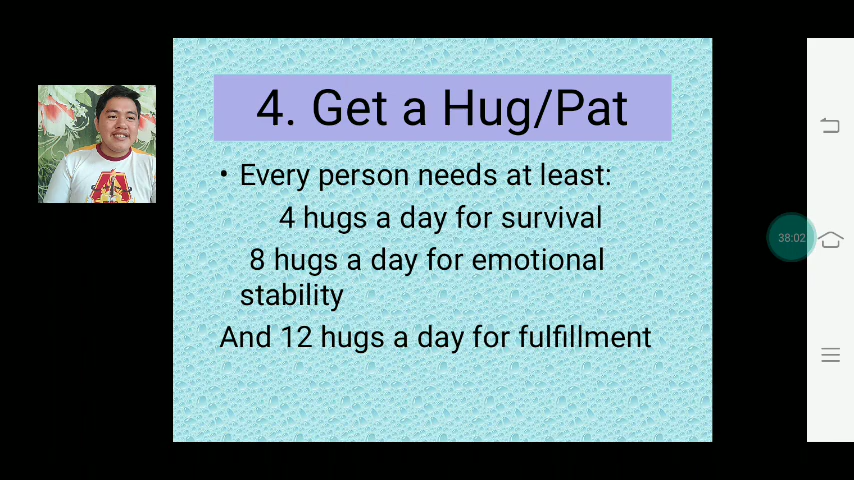 4. Get a Hug/Pat
• Every person needs at least:
4 hugs a day for survival
8 hugs a day for emotional
stability
And 12 hugs a day for fulfillment
38:02